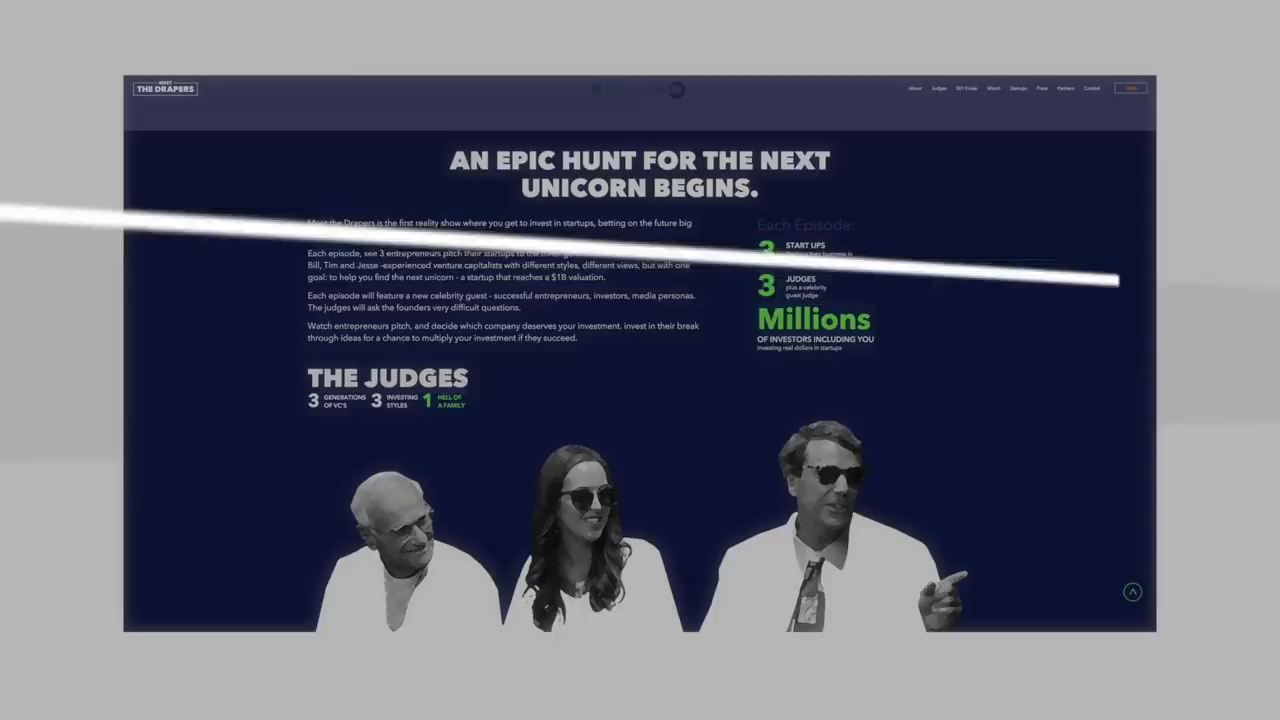 MEET
THE DRAPERS
About Judges Watch Startups Press Partners Contact
AN EPIC HUNT FOR THE NEXT
UNICORN BEGINS.
Meet the Drapers is the first reality show where you get to invest in startups, betting on the future big
Each episode, see 3 entrepreneurs pitch their startups to the
Bill, Tim and Jesse -experienced venture capitalists with different styles, different views, but with one
goal: to help you find the next unicorn - a startup that reaches a $1B valuation.
Each episode will feature a new celebrity guest - successful entrepreneurs, investors, media personas.
The judges will ask the founders very difficult questions.
Watch entrepreneurs pitch, and decide which company deserves your investment. invest in their break
through ideas for a chance to multiply your investment if they succeed.
Each Episode:
3 START UPS
3 JUDGES
plus a celebrity
guest judge
Millions
OF INVESTORS INCLUDING YOU
investing real dollars in startups
THE JUDGES
3 GENERATIONS OF VC'S 3 INVESTING STYLES 1 HELL OF A FAMILY